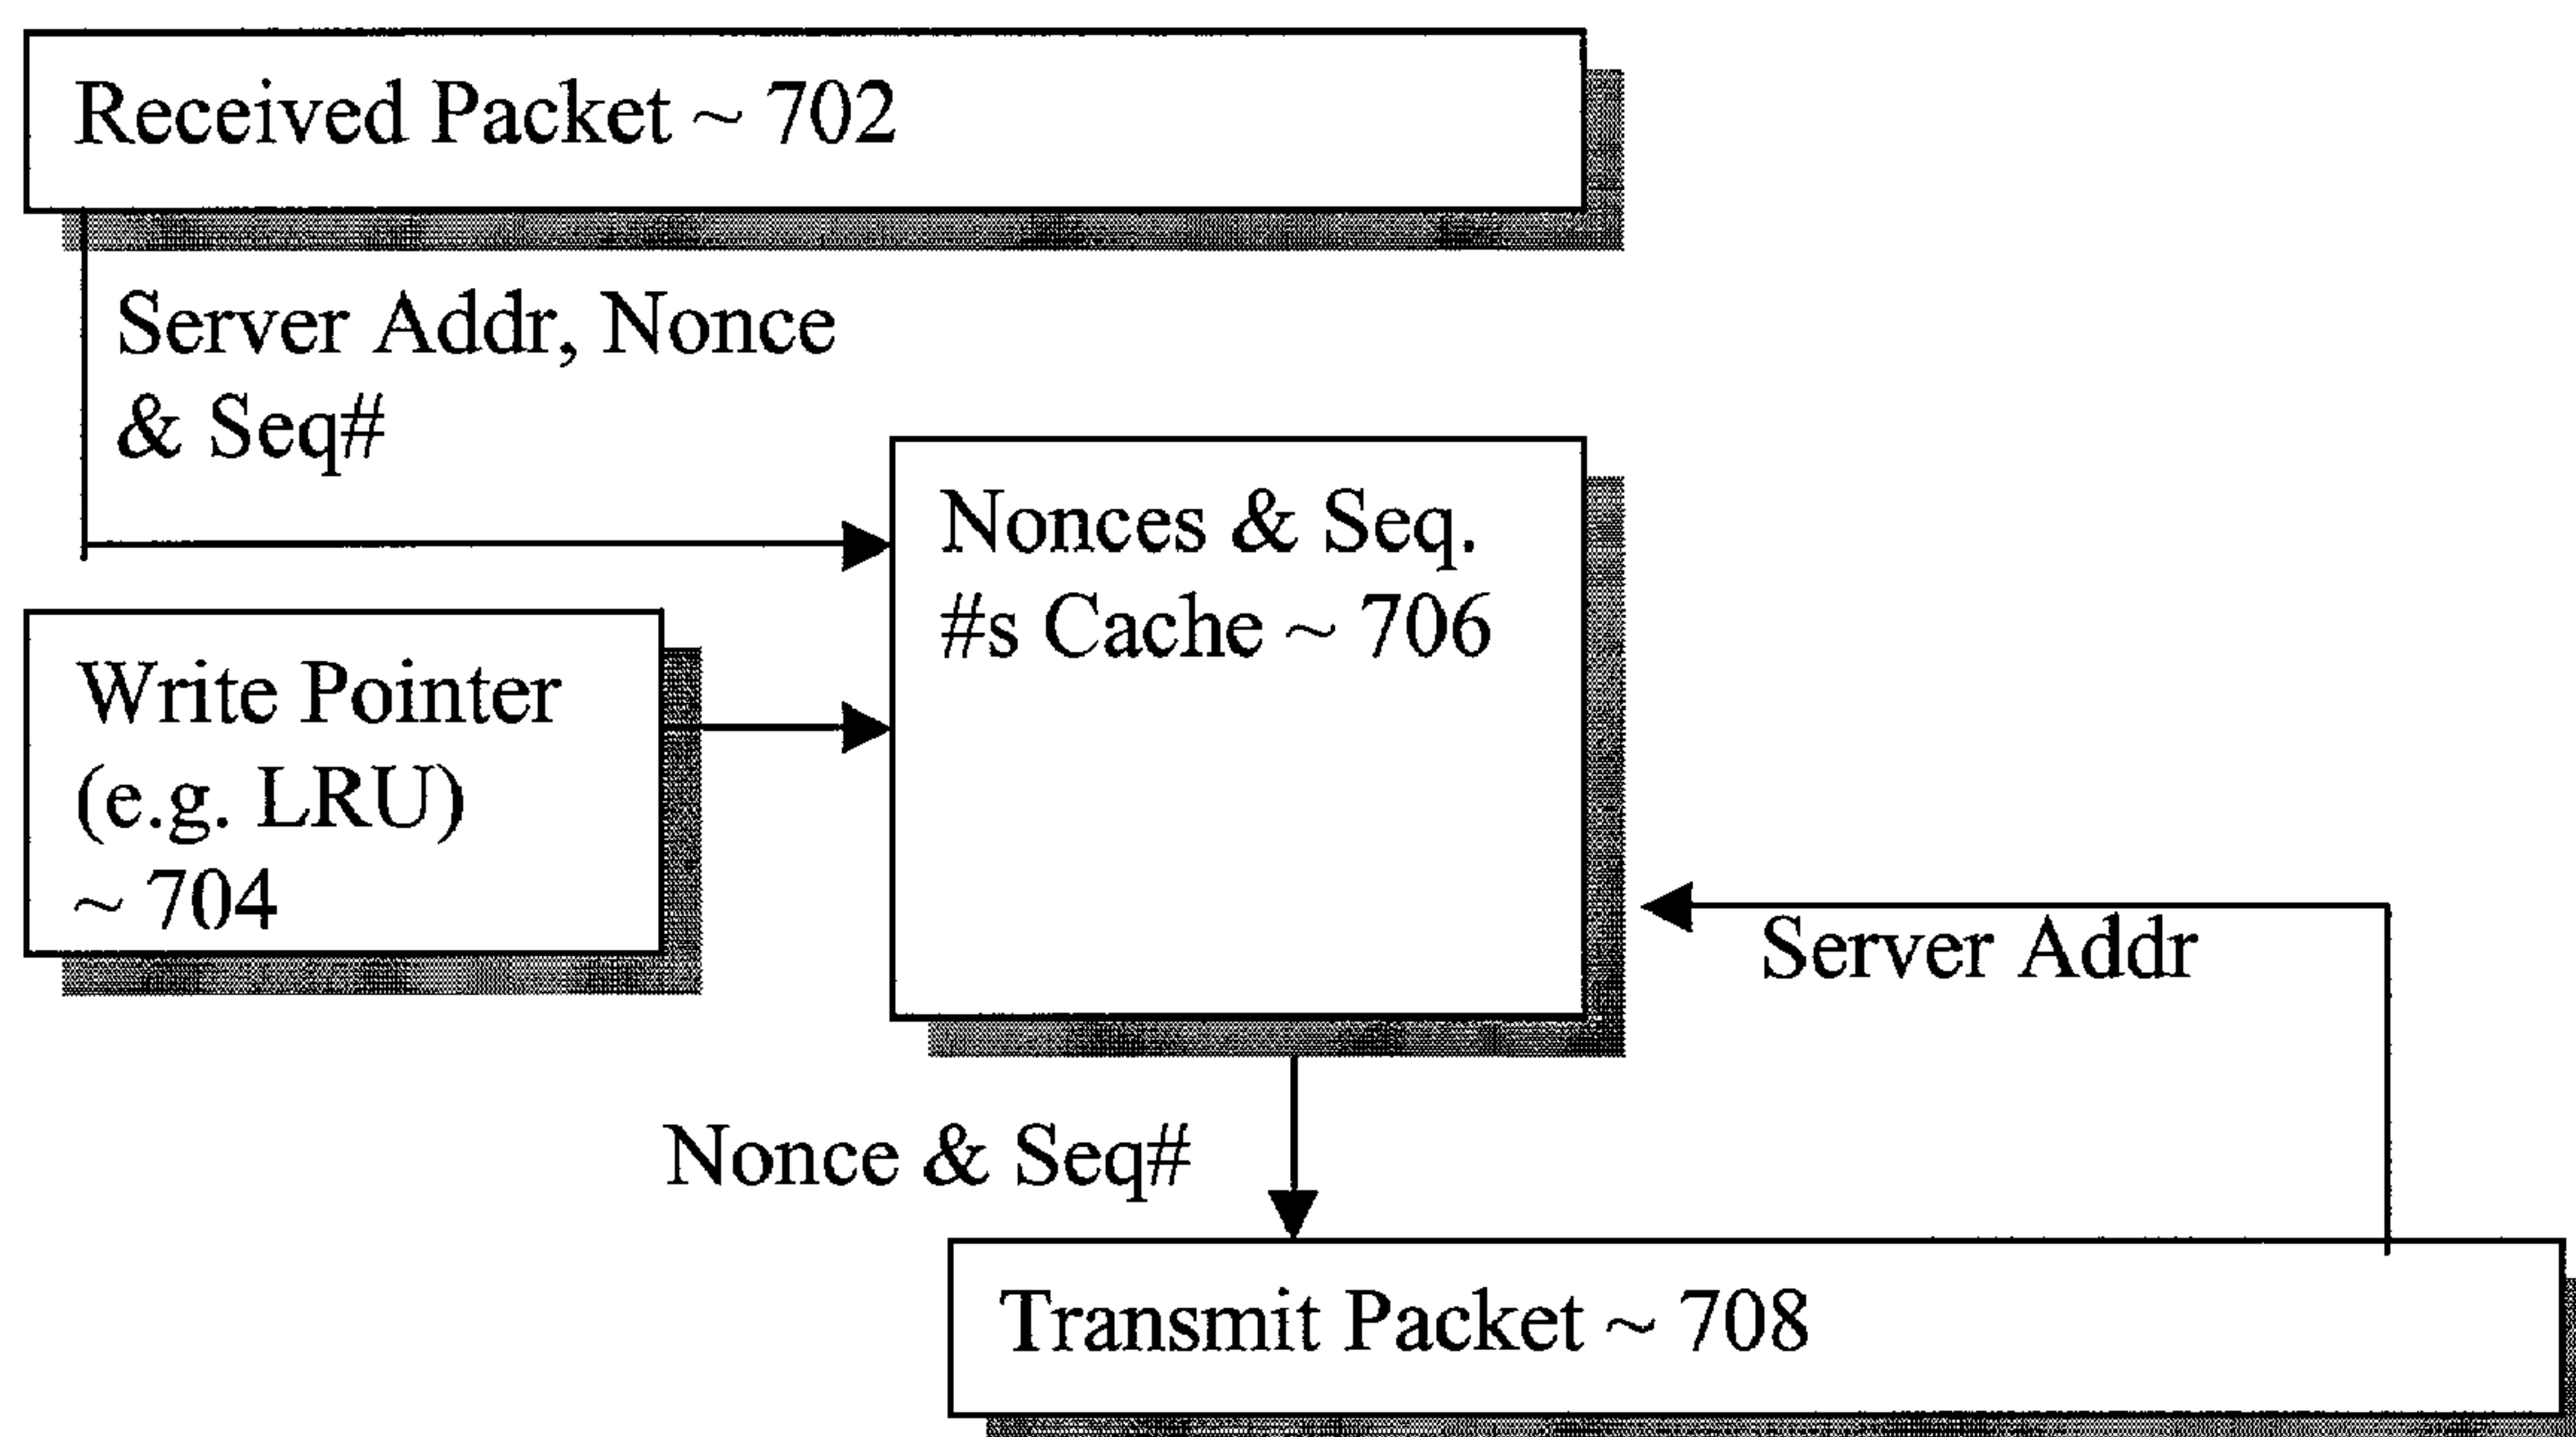 Received Packet ~ 702
Server Addr, Nonce
& Seq#
Nonces & Seq.
#s Cache ~ 706
Write Pointer
(e.g. LRU)
~ 704
Server Addr
Nonce & Seq#
Transmit Packet ~ 708